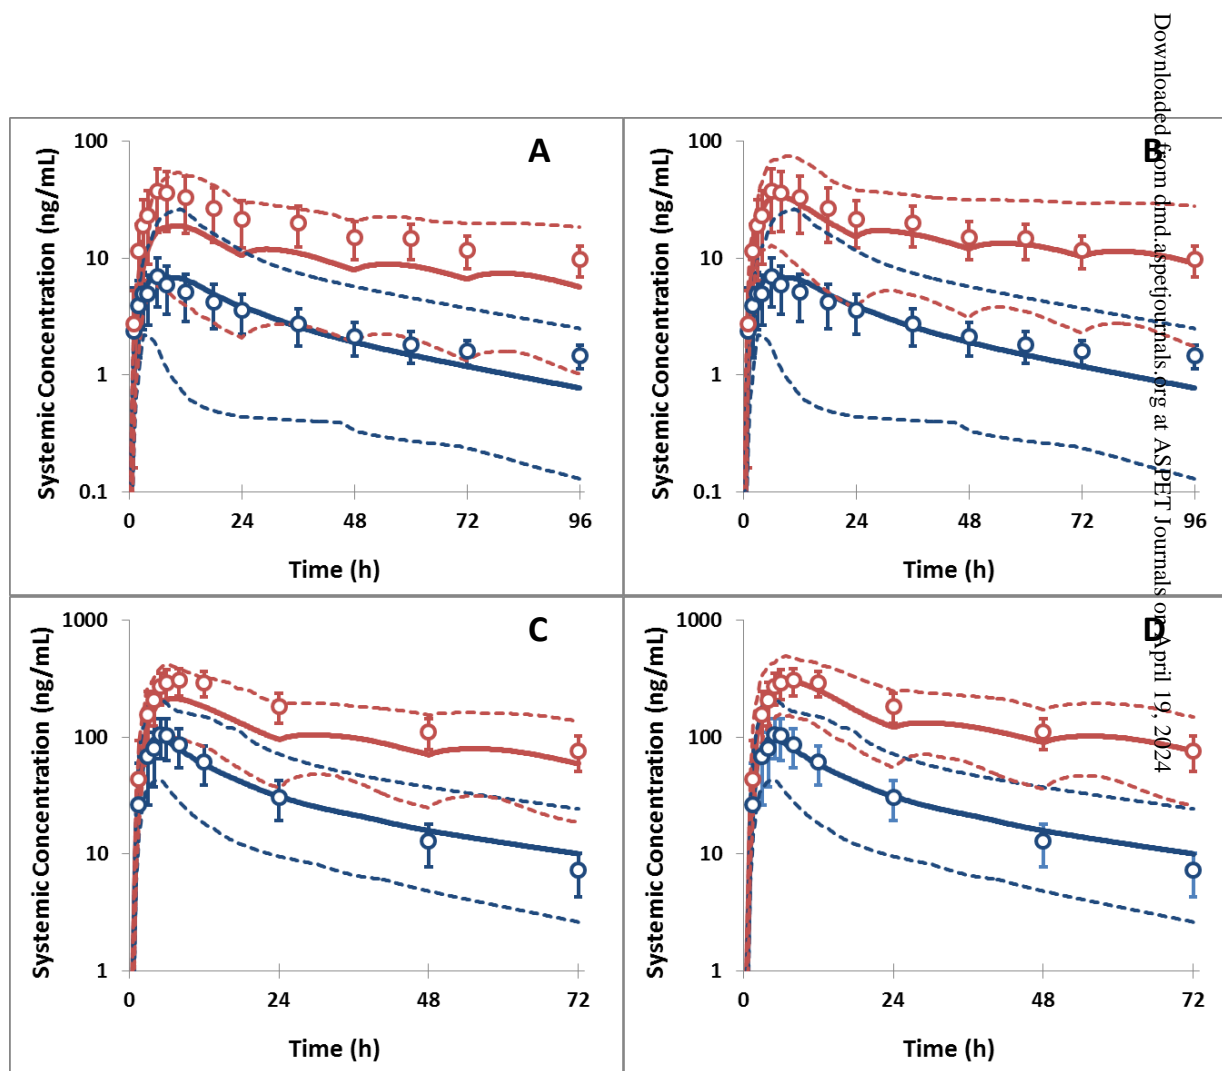 Downloaded from dmd.aspetjournals.org at ASPET Journals on April 19, 2024
A
Systemic Concentration (ng/mL)
100
10
1
0.1
0 24 48 72 96
Time (h)
B
Systemic Concentration (ng/mL)
100
10
1
0.1
0 24 48 72 96
Time (h)
C
Systemic Concentration (ng/mL)
1000
100
10
1
0 24 48 72
Time (h)
D
Systemic Concentration (ng/mL)
1000
100
10
1
0 24 48 72
Time (h)